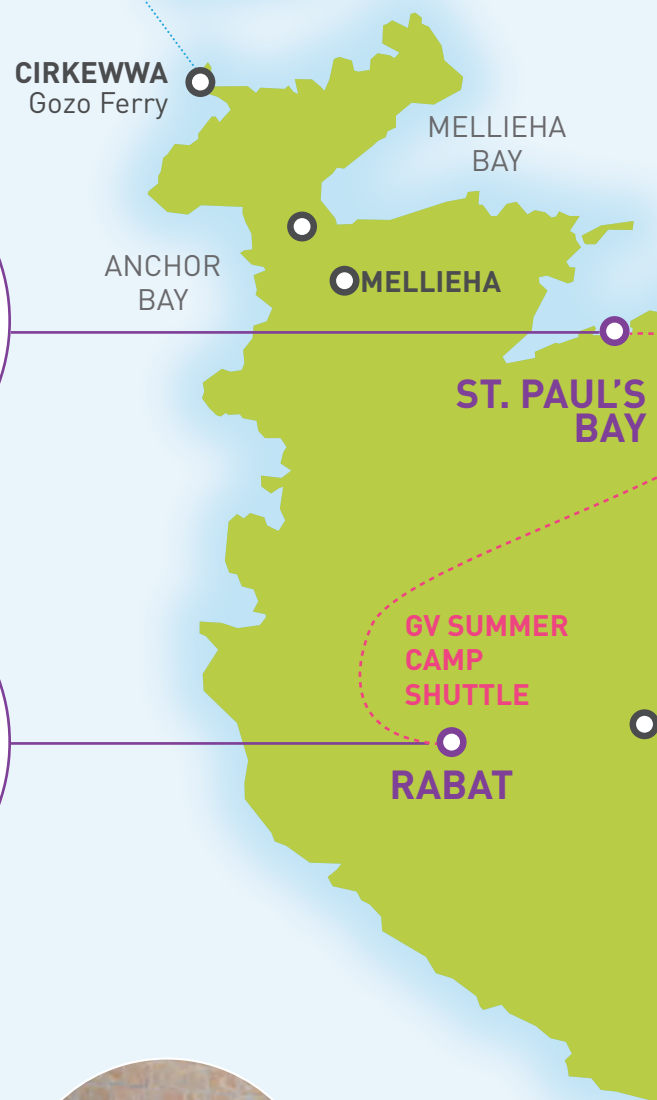 CIRKEWWA
Gozo Ferry
MELLIEHA
BAY
ANCHOR
BAY
MELLIEHA
ST. PAUL'S
BAY
GV SUMMER
CAMP
SHUTTLE
RABAT